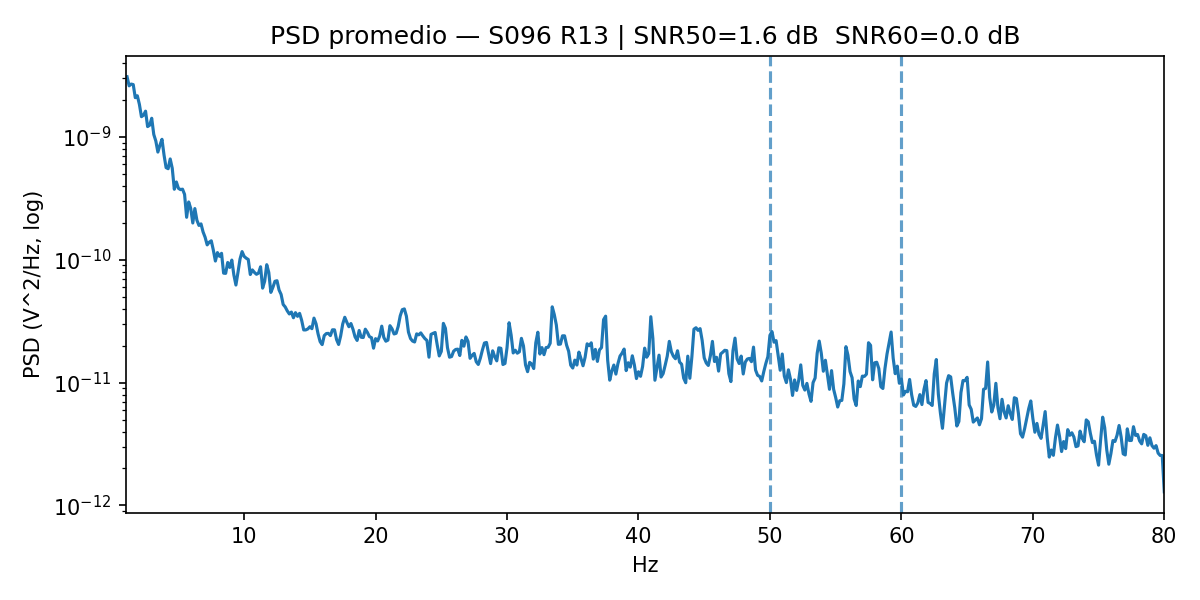 PSD promedio — S096 R13 | SNR50=1.6 dB  SNR60=0.0 dB
PSD (V^2/Hz, log)
10⁻⁹
10⁻¹⁰
10⁻¹¹
10⁻¹²
10 20 30 40 50 60 70 80
Hz